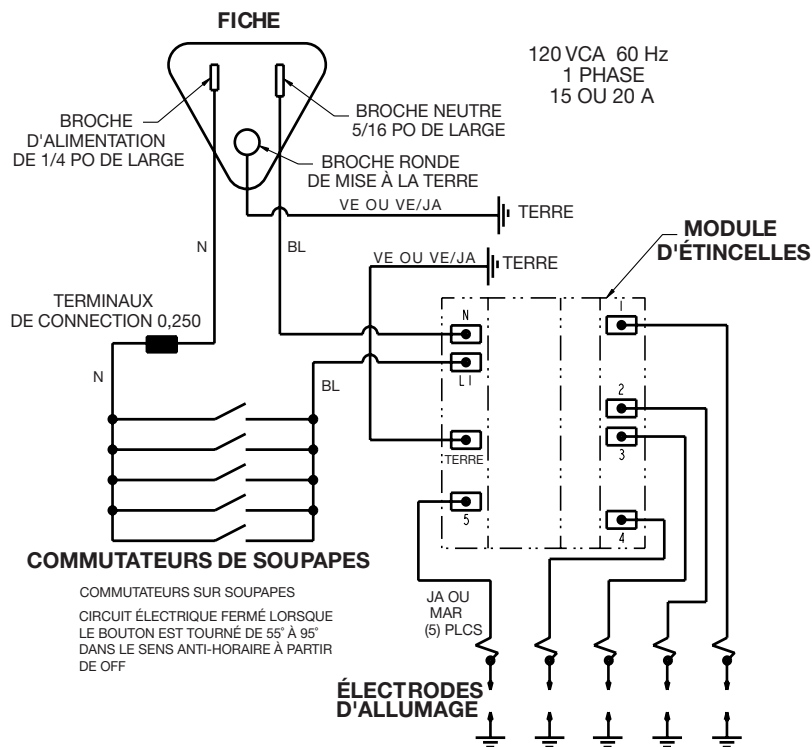 FICHE
120 VCA 60 Hz
1 PHASE
15 OU 20 A
BROCHE
D'ALIMENTATION
DE 1/4 PO DE LARGE
BROCHE NEUTRE
5/16 PO DE LARGE
BROCHE RONDE
DE MISE À LA TERRE
VE OU VE/JA
TERRE
MODULE
D'ÉTINCELLES
N
BL
VE OU VE/JA
TERRE
TERMINAUX
DE CONNECTION 0,250
N
1
N
BL
L1
2
3
TERRE
5
4
COMMUTATEURS DE SOUPAPES
COMMUTATEURS SUR SOUPAPES
CIRCUIT ÉLECTRIQUE FERMÉ LORSQUE
LE BOUTON EST TOURNÉ DE 55° À 95°
DANS LE SENS ANTI-HORAIRE À PARTIR
DE OFF
JA OU
MAR
(5) PLCS
ÉLECTRODES
D'ALLUMAGE